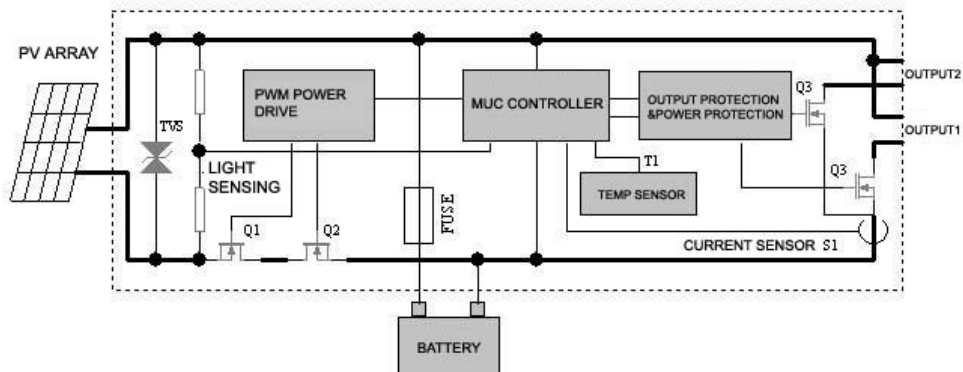 PV ARRAY
TVS
LIGHT
SENSING
PWM POWER
DRIVE
Q1
Q2
FUSE
MUC CONTROLLER
T1
TEMP SENSOR
OUTPUT PROTECTION
&POWER PROTECTION
Q3
Q3
CURRENT SENSOR S1
OUTPUT2
OUTPUT1
BATTERY